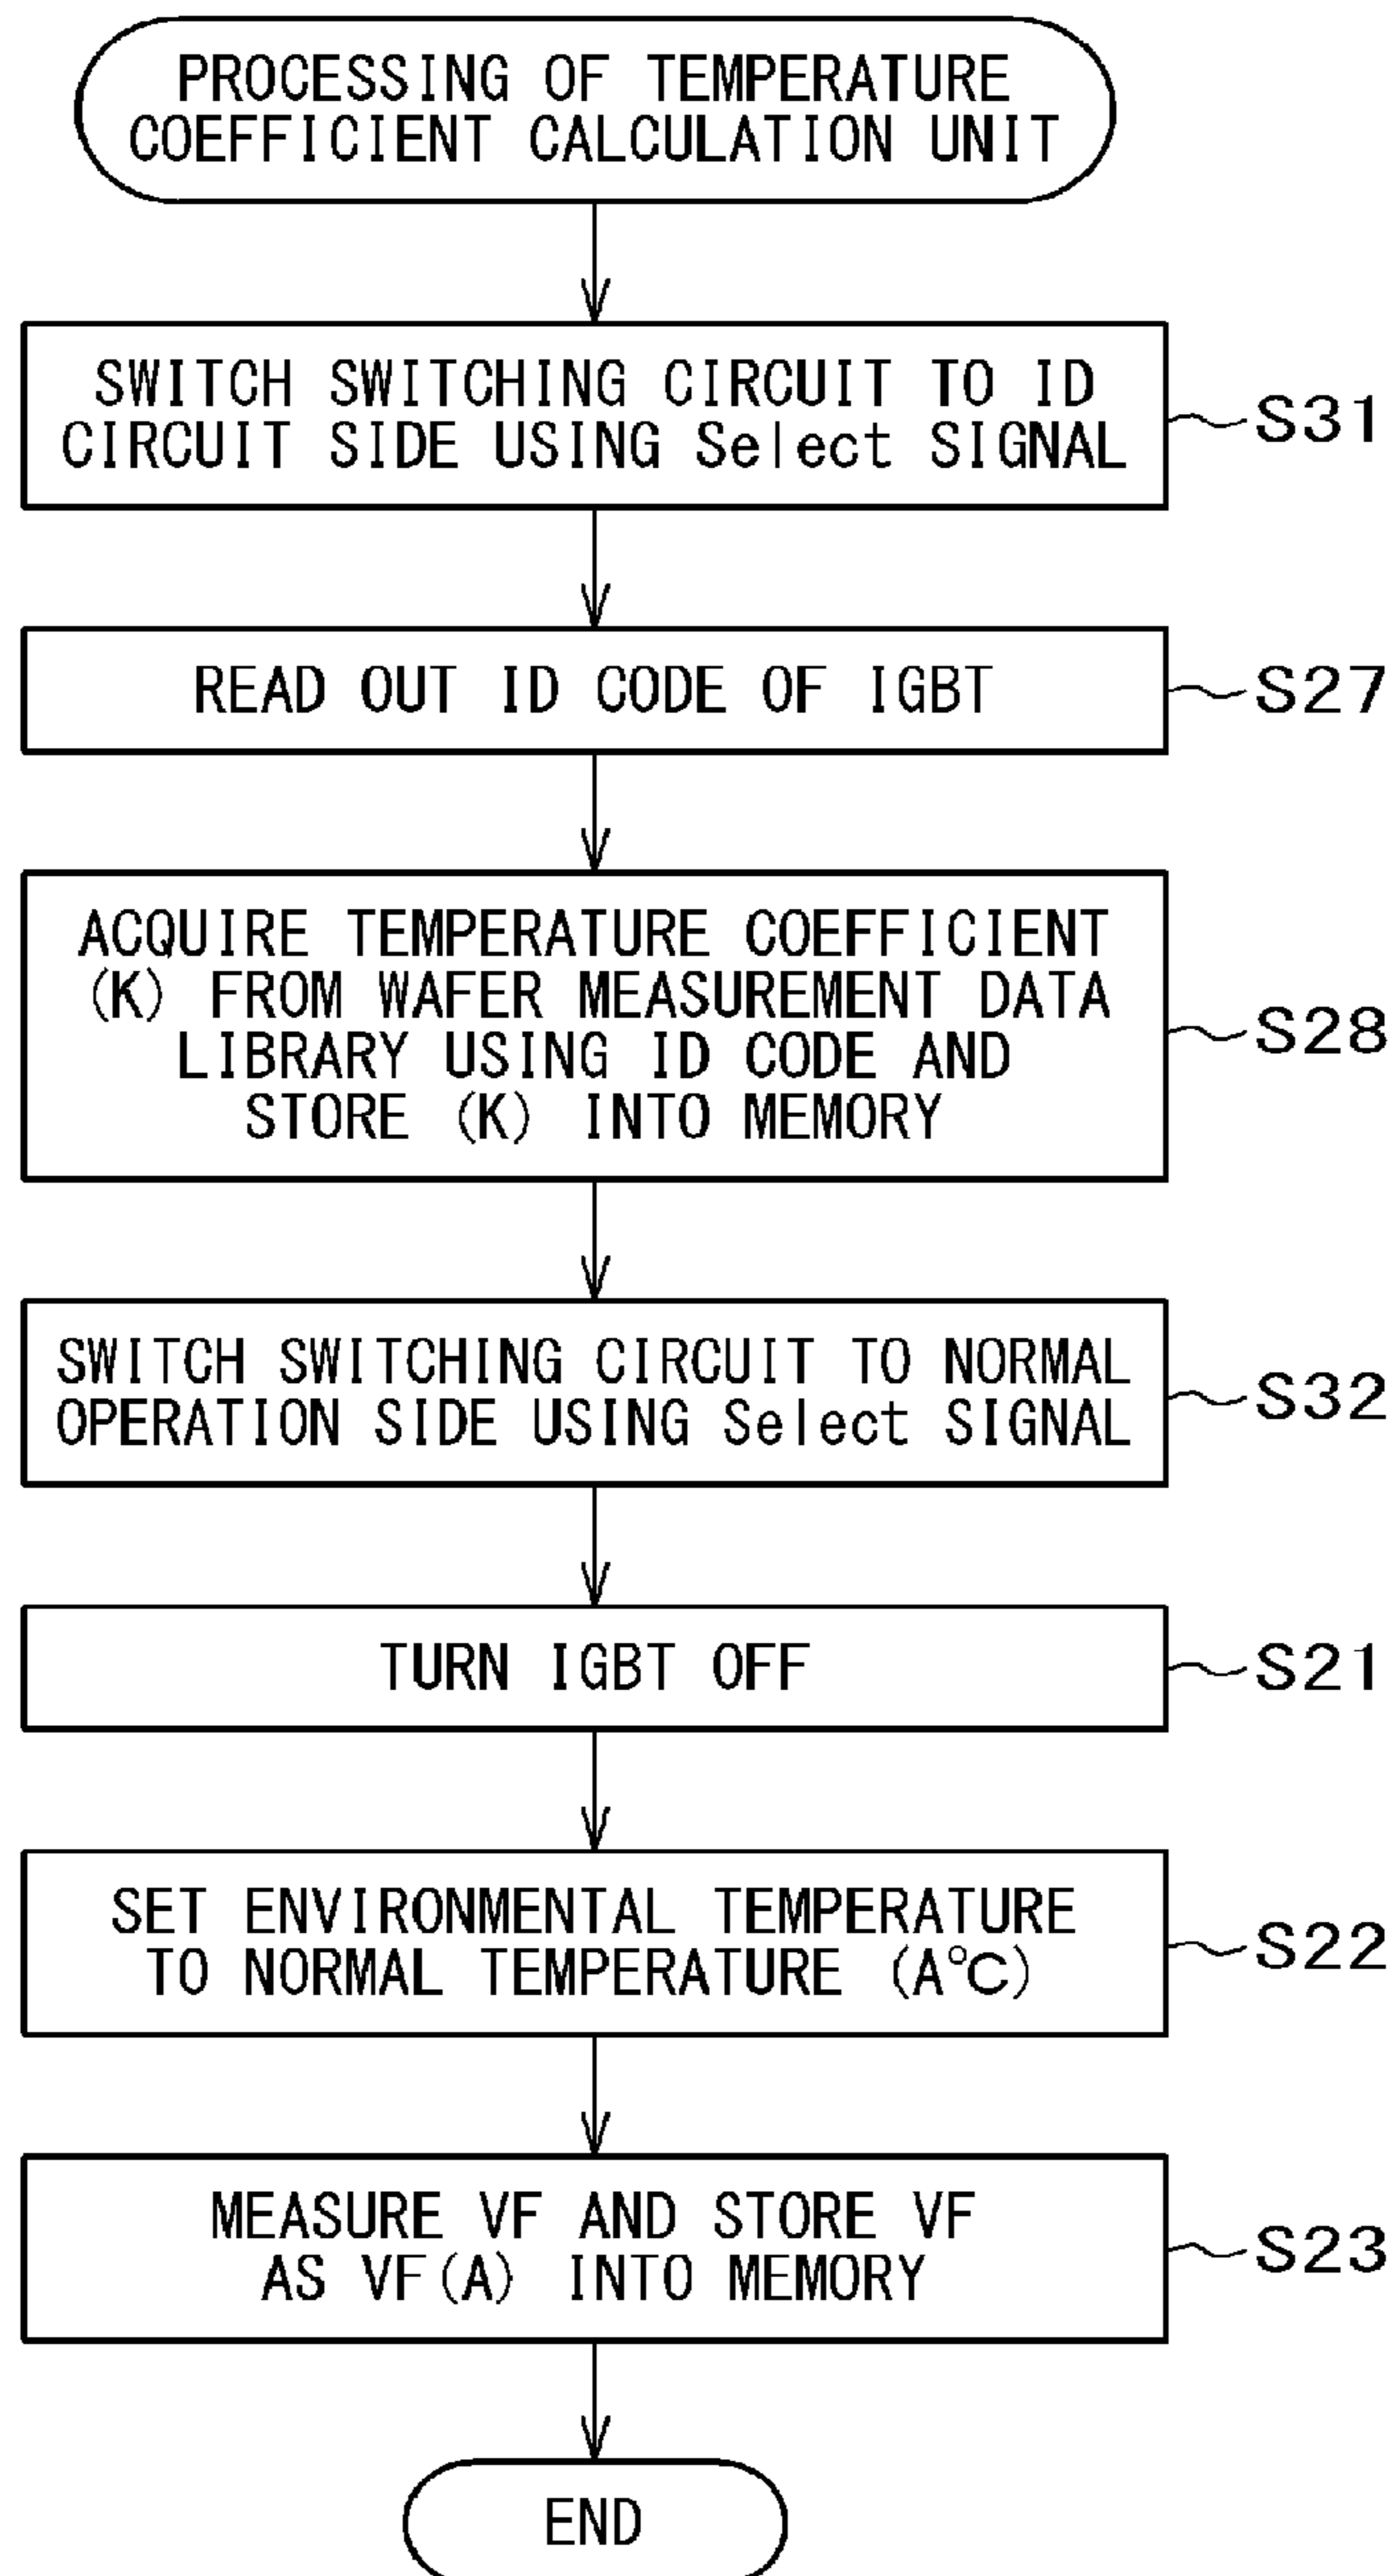 PROCESSING OF TEMPERATURE
COEFFICIENT CALCULATION UNIT
SWITCH SWITCHING CIRCUIT TO ID
CIRCUIT SIDE USING Select SIGNAL
S31
READ OUT ID CODE OF IGBT
S27
ACQUIRE TEMPERATURE COEFFICIENT
(K) FROM WAFER MEASUREMENT DATA
LIBRARY USING ID CODE AND
STORE (K) INTO MEMORY
S28
SWITCH SWITCHING CIRCUIT TO NORMAL
OPERATION SIDE USING Select SIGNAL
S32
TURN IGBT OFF
S21
SET ENVIRONMENTAL TEMPERATURE
TO NORMAL TEMPERATURE (A℃)
S22
MEASURE VF AND STORE VF
AS VF(A) INTO MEMORY
S23
END